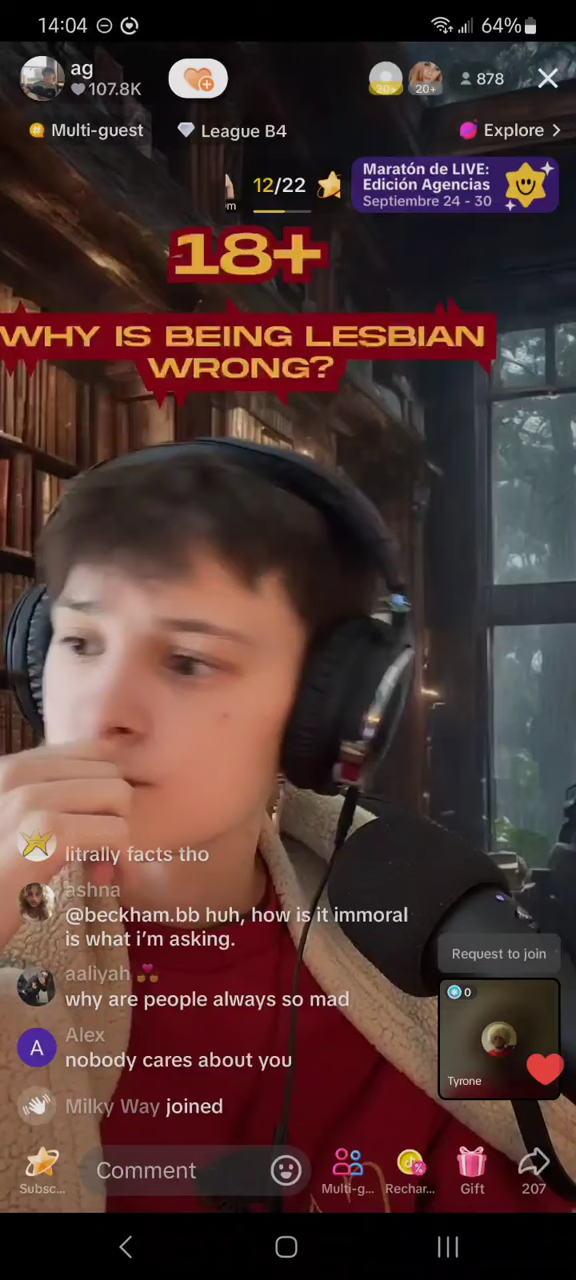 14:04
64%
ag
107.8K
20+
20+
878
Multi-guest
League B4
Explore
m
12/22
Maratón de LIVE:
Edición Agencias
Septiembre 24 - 30
18+
WHY IS BEING LESBIAN
WRONG?
litrally facts tho
ashna
@beckham.bb huh, how is it immoral
is what i'm asking.
aaliyah
why are people always so mad
Alex
A
nobody cares about you
Milky Way joined
Request to join
0
Tyrone
Comment
Subsc...
Multi-g...
Rechar...
Gift
207